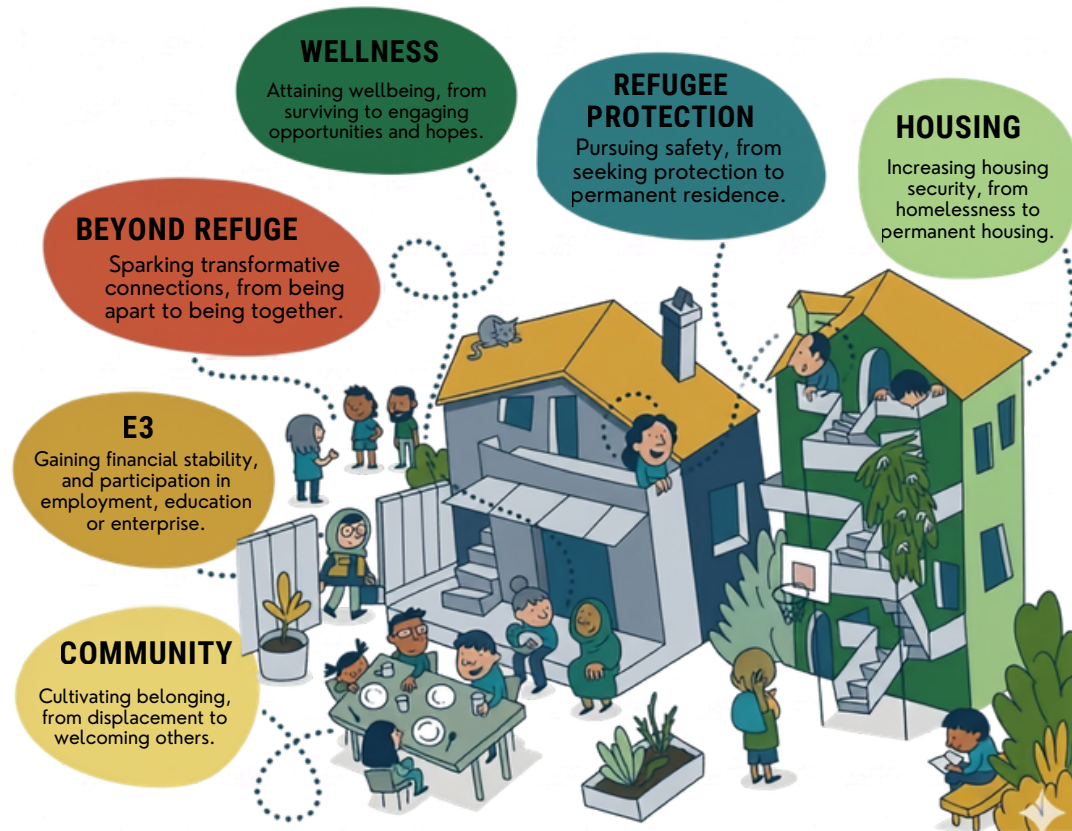 WELLNESS
Attaining wellbeing, from
surviving to engaging
opportunities and hopes.
REFUGEE
PROTECTION
Pursuing safety, from
seeking protection to
permanent residence.
HOUSING
Increasing housing
security, from
homelessness to
permanent housing.
BEYOND REFUGE
Sparking transformative
connections, from being
apart to being together.
E3
Gaining financial stability,
and participation in
employment, education
or enterprise.
COMMUNITY
Cultivating belonging,
from displacement to
welcoming others.